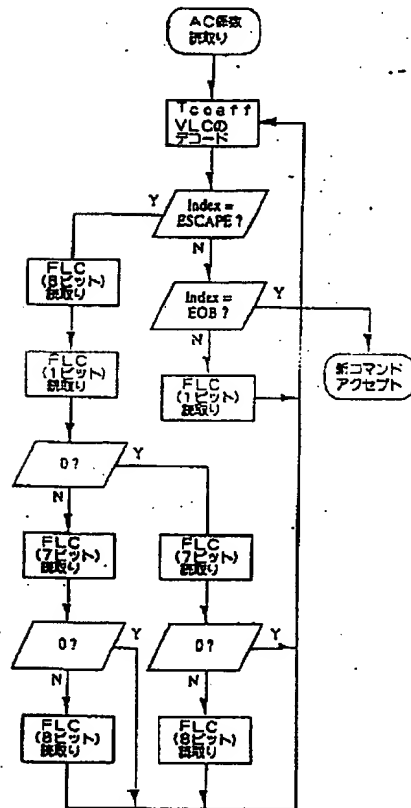 AC係数
読取り
Tcoeff
VLCの
デコード
Index =
ESCAPE ?
Y
N
FLC
(8ビット)
読取り
Index =
EOB ?
Y
N
FLC
(1ビット)
読取り
FLC
(1ビット)
読取り
新コマンド
アクセプト
0?
Y
N
FLC
(7ビット)
読取り
FLC
(7ビット)
読取り
0?
Y
N
0?
Y
N
FLC
(8ビット)
読取り
FLC
(8ビット)
読取り